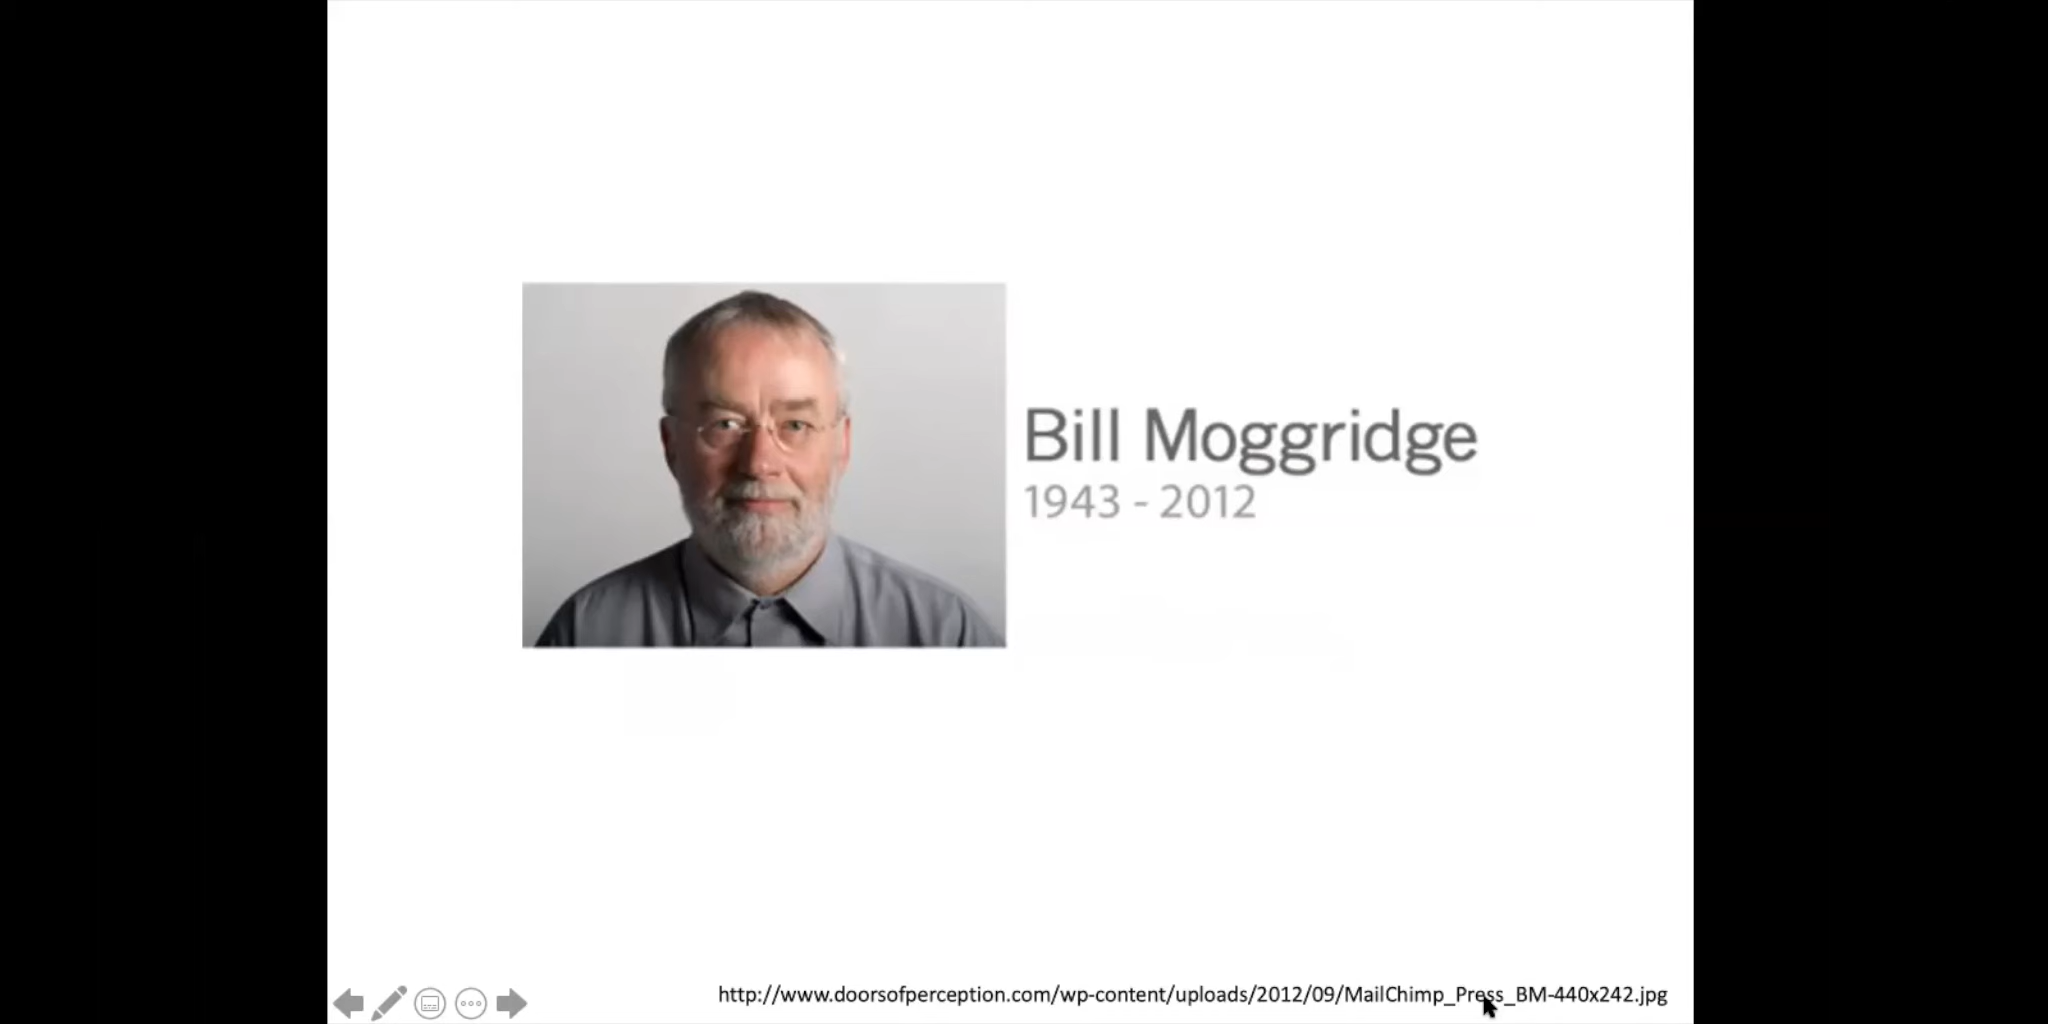 Bill Moggridge
1943 - 2012
http://www.doorsofperception.com/wp-content/uploads/2012/09/MailChimp_Press_BM-440x242.jpg